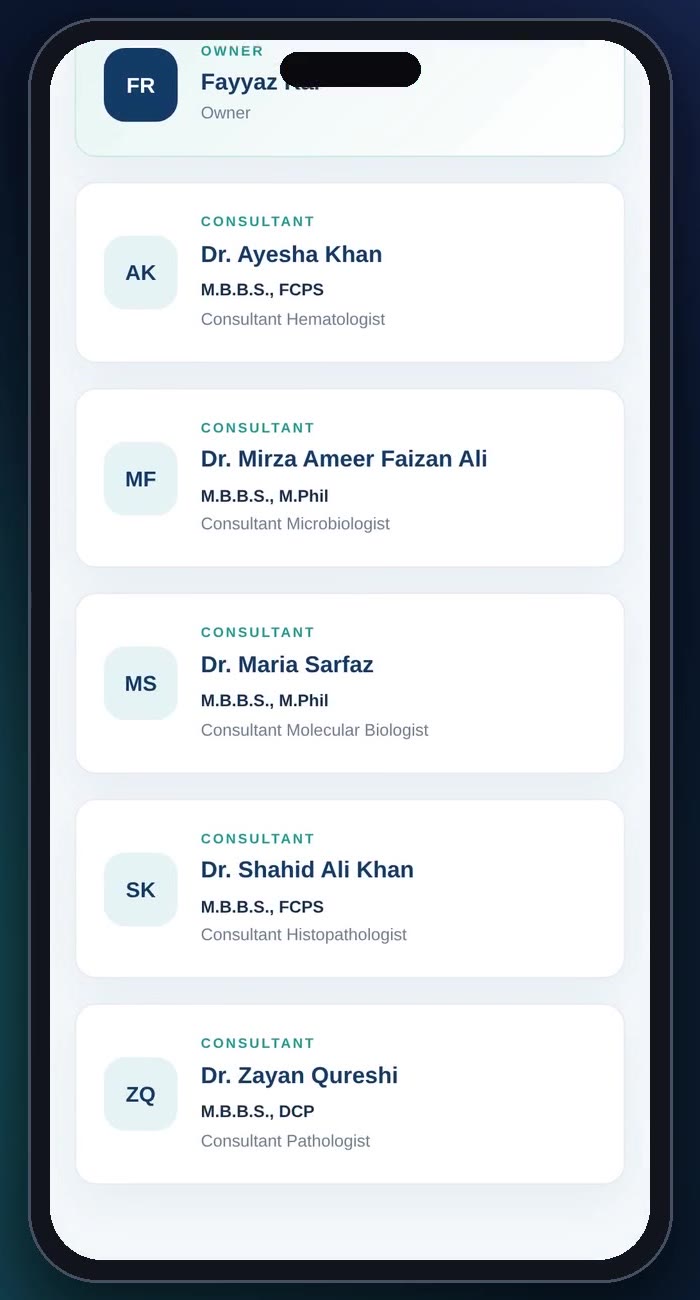 OWNER
FR
Fayyaz
Owner
CONSULTANT
AK
Dr. Ayesha Khan
M.B.B.S., FCPS
Consultant Hematologist
CONSULTANT
MF
Dr. Mirza Ameer Faizan Ali
M.B.B.S., M.Phil
Consultant Microbiologist
CONSULTANT
MS
Dr. Maria Sarfaz
M.B.B.S., M.Phil
Consultant Molecular Biologist
CONSULTANT
SK
Dr. Shahid Ali Khan
M.B.B.S., FCPS
Consultant Histopathologist
CONSULTANT
ZQ
Dr. Zayan Qureshi
M.B.B.S., DCP
Consultant Pathologist